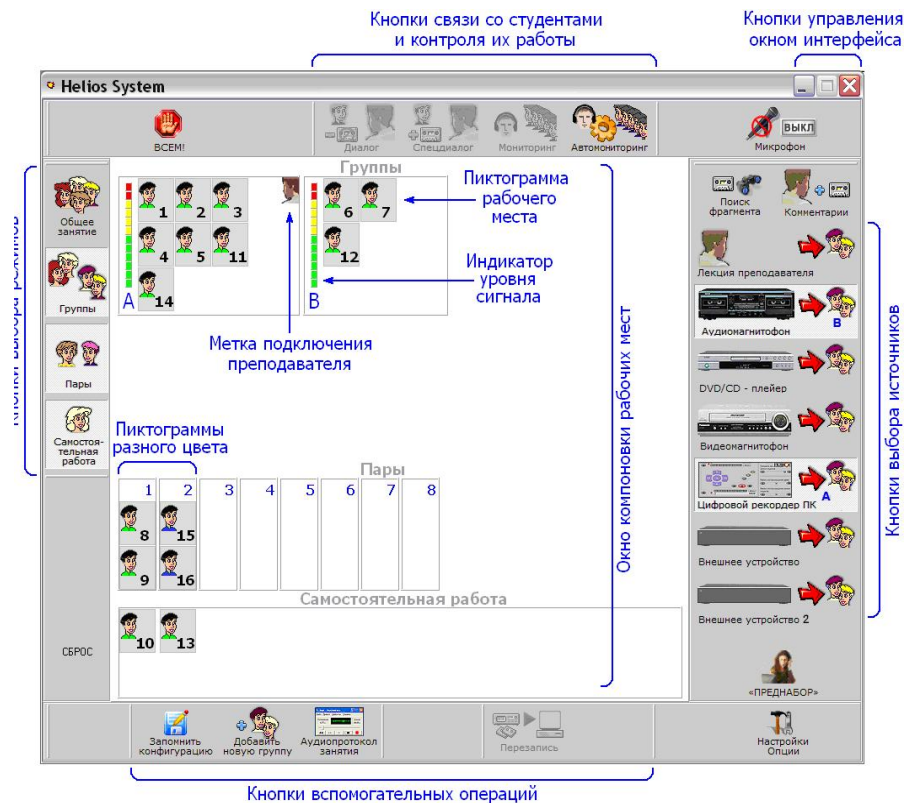 Кнопки связи со студентами
и контроля их работы
Кнопки управления
окном интерфейса
Helios System
ВСЕМ!
Диалог
Спецдиалог
Мониторинг
Автомониторинг
ВЫКЛ
Микрофон
Кнопки выбора режимов
Общее
занятие
Группы
Пары
Самостоя-
тельная
работа
СБРОС
Группы
1 2 3
4 5 11
14
A
6 7
12
B
Пиктограмма
рабочего
места
Индикатор
уровня
сигнала
Метка подключения
преподавателя
Пиктограммы
разного цвета
Пары
1 2 3 4 5 6 7 8
8 15
9 16
Самостоятельная работа
10 13
Окно компоновки рабочих мест
Поиск
фрагмента
Комментарии
Лекция преподавателя
B
Аудиомагнитофон
DVD/CD - плейер
Видеомагнитофон
A
Цифровой рекордер ПК
Внешнее устройство
Внешнее устройство 2
«ПРЕДНАБОР»
Кнопки выбора источников
Запомнить
конфигурацию
Добавить
новую группу
Аудиопротокол
занятия
Перезапись
Настройки
Опции
Кнопки вспомогательных операций